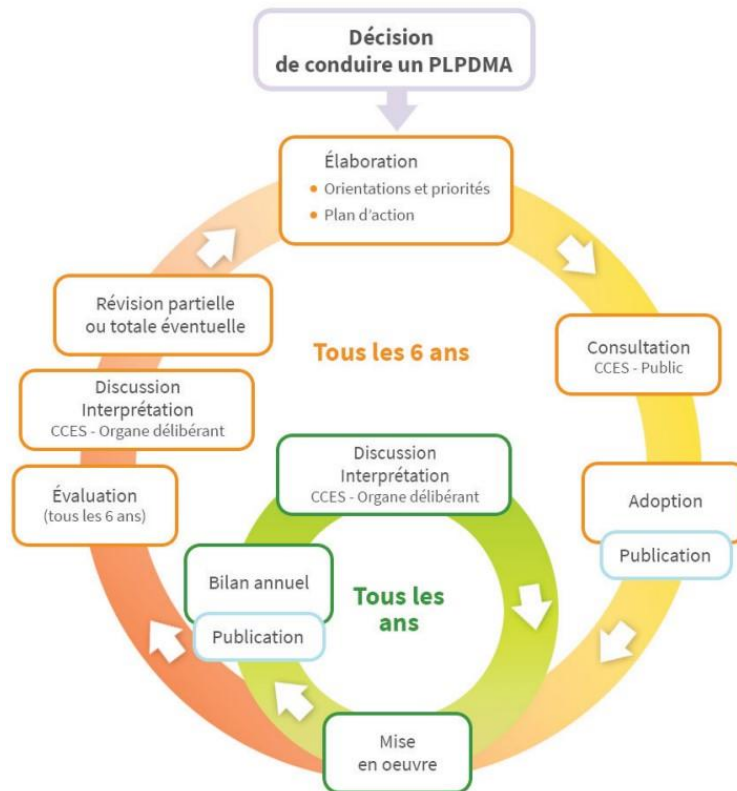 Décision
de conduire un PLPDMA
Élaboration
• Orientations et priorités
• Plan d'action
Révision partielle
ou totale éventuelle
Tous les 6 ans
Consultation
CCES - Public
Discussion
Interprétation
CCES - Organe délibérant
Discussion
Interprétation
CCES - Organe délibérant
Évaluation
(tous les 6 ans)
Adoption
Publication
Bilan annuel
Publication
Tous les
ans
Mise
en oeuvre